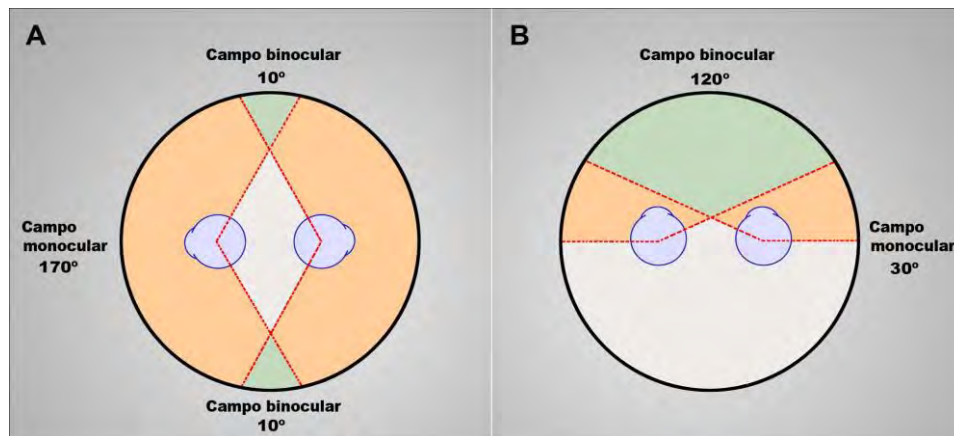 A
Campo binocular
10º
Campo
monocular
170º
Campo binocular
10º
B
Campo binocular
120º
Campo
monocular
30º